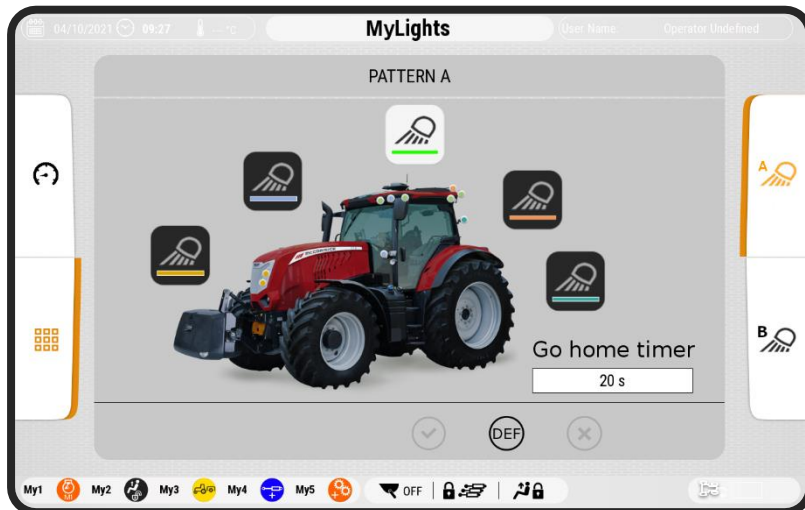 04/10/2021 09:27 --- °C MyLights User Name: Operator Undefined
PATTERN A
A
B
Go home timer
20 s
DEF
My1 My2 My3 My4 My5 OFF